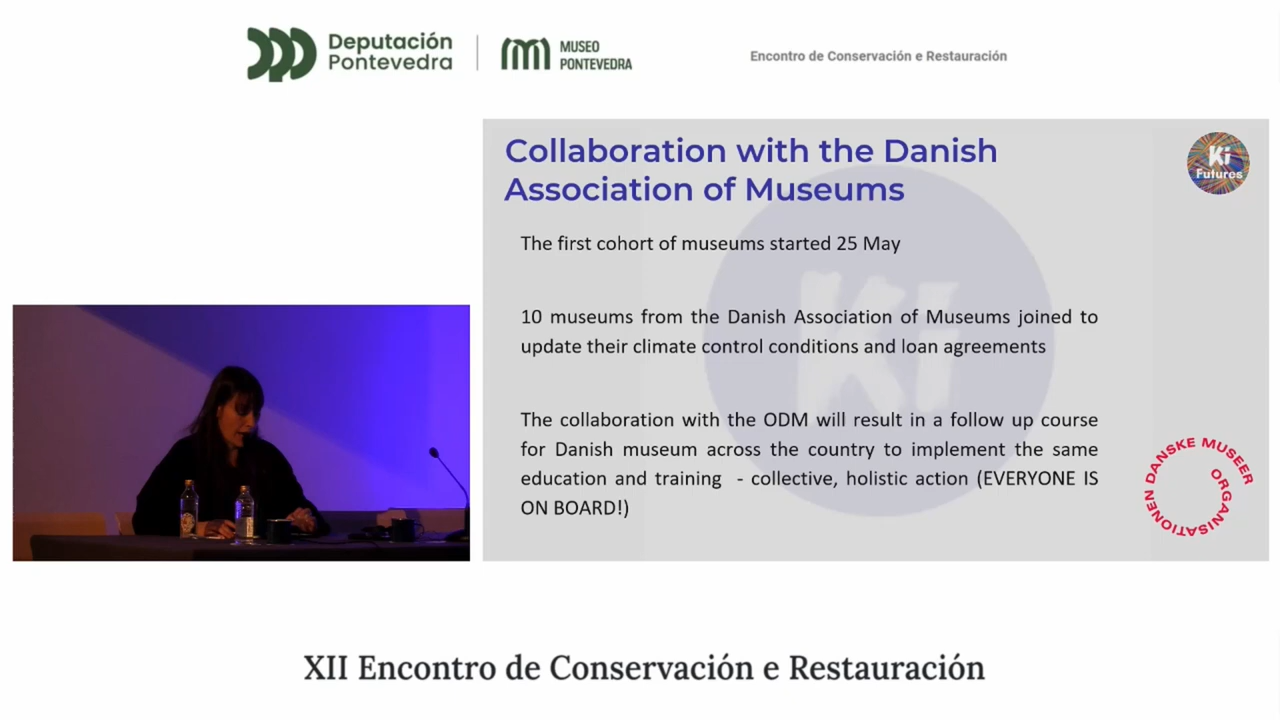 Deputación
Pontevedra
MUSEO
PONTEVEDRA
Encontro de Conservación e Restauración
Collaboration with the Danish
Association of Museums
Ki
Futures
The first cohort of museums started 25 May
10 museums from the Danish Association of Museums joined to
update their climate control conditions and loan agreements
Ki
The collaboration with the ODM will result in a follow up course
for Danish museum across the country to implement the same
education and training - collective, holistic action (EVERYONE IS
ON BOARD!)
ORGANISATIONEN DANSKE MUSEER
XII Encontro de Conservación e Restauración